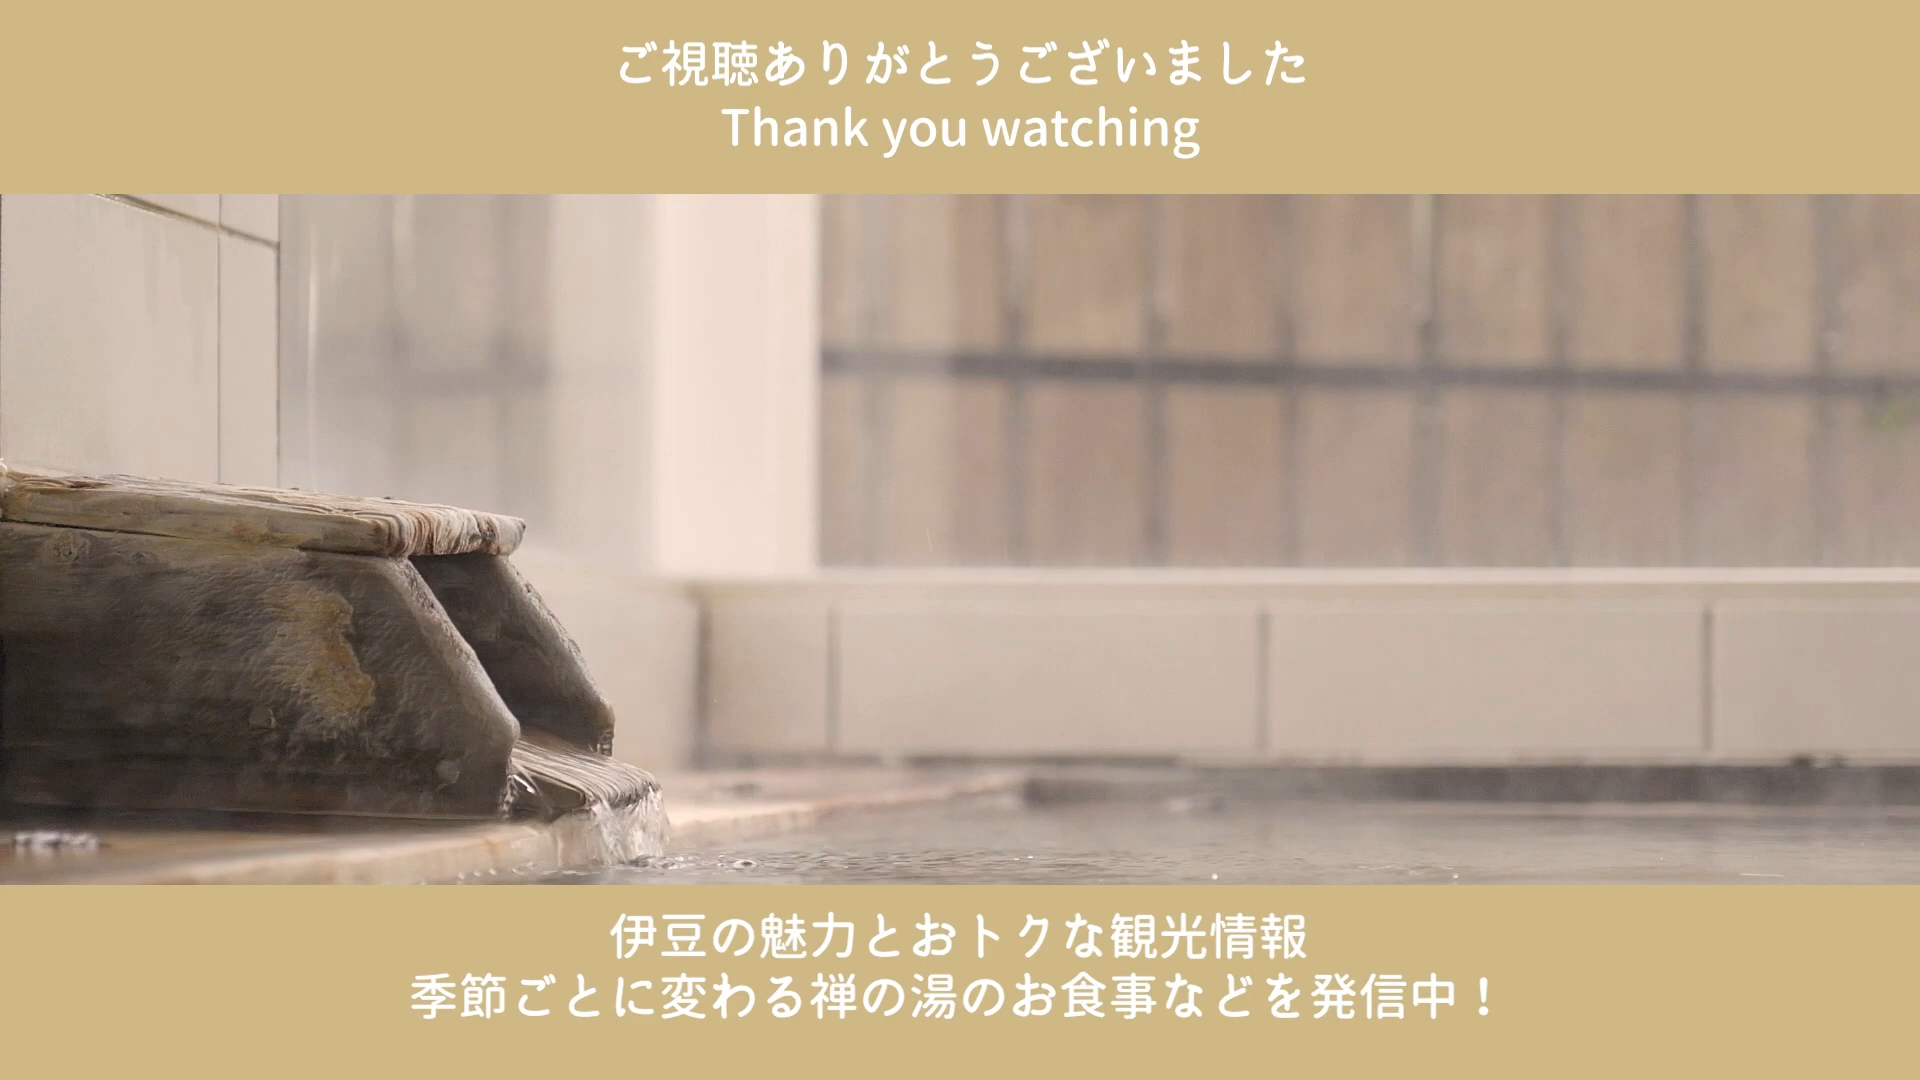 ご視聴ありがとうございました
Thank you watching
伊豆の魅力とおトクな観光情報
季節ごとに変わる禅の湯のお食事などを発信中！